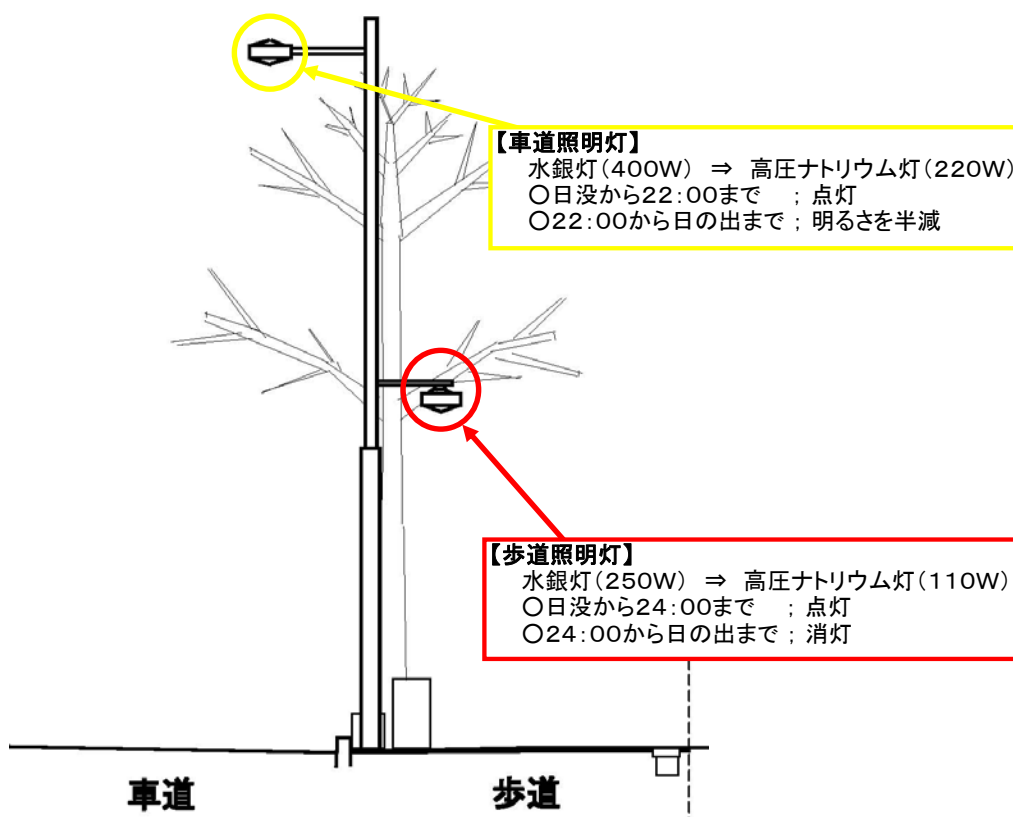 【車道照明灯】
水銀灯(400W) ⇒ 高圧ナトリウム灯(220W)
○日没から22:00まで ; 点灯
○22:00から日の出まで ; 明るさを半減
【歩道照明灯】
水銀灯(250W) ⇒ 高圧ナトリウム灯(110W)
○日没から24:00まで ; 点灯
○24:00から日の出まで ; 消灯
車道 歩道